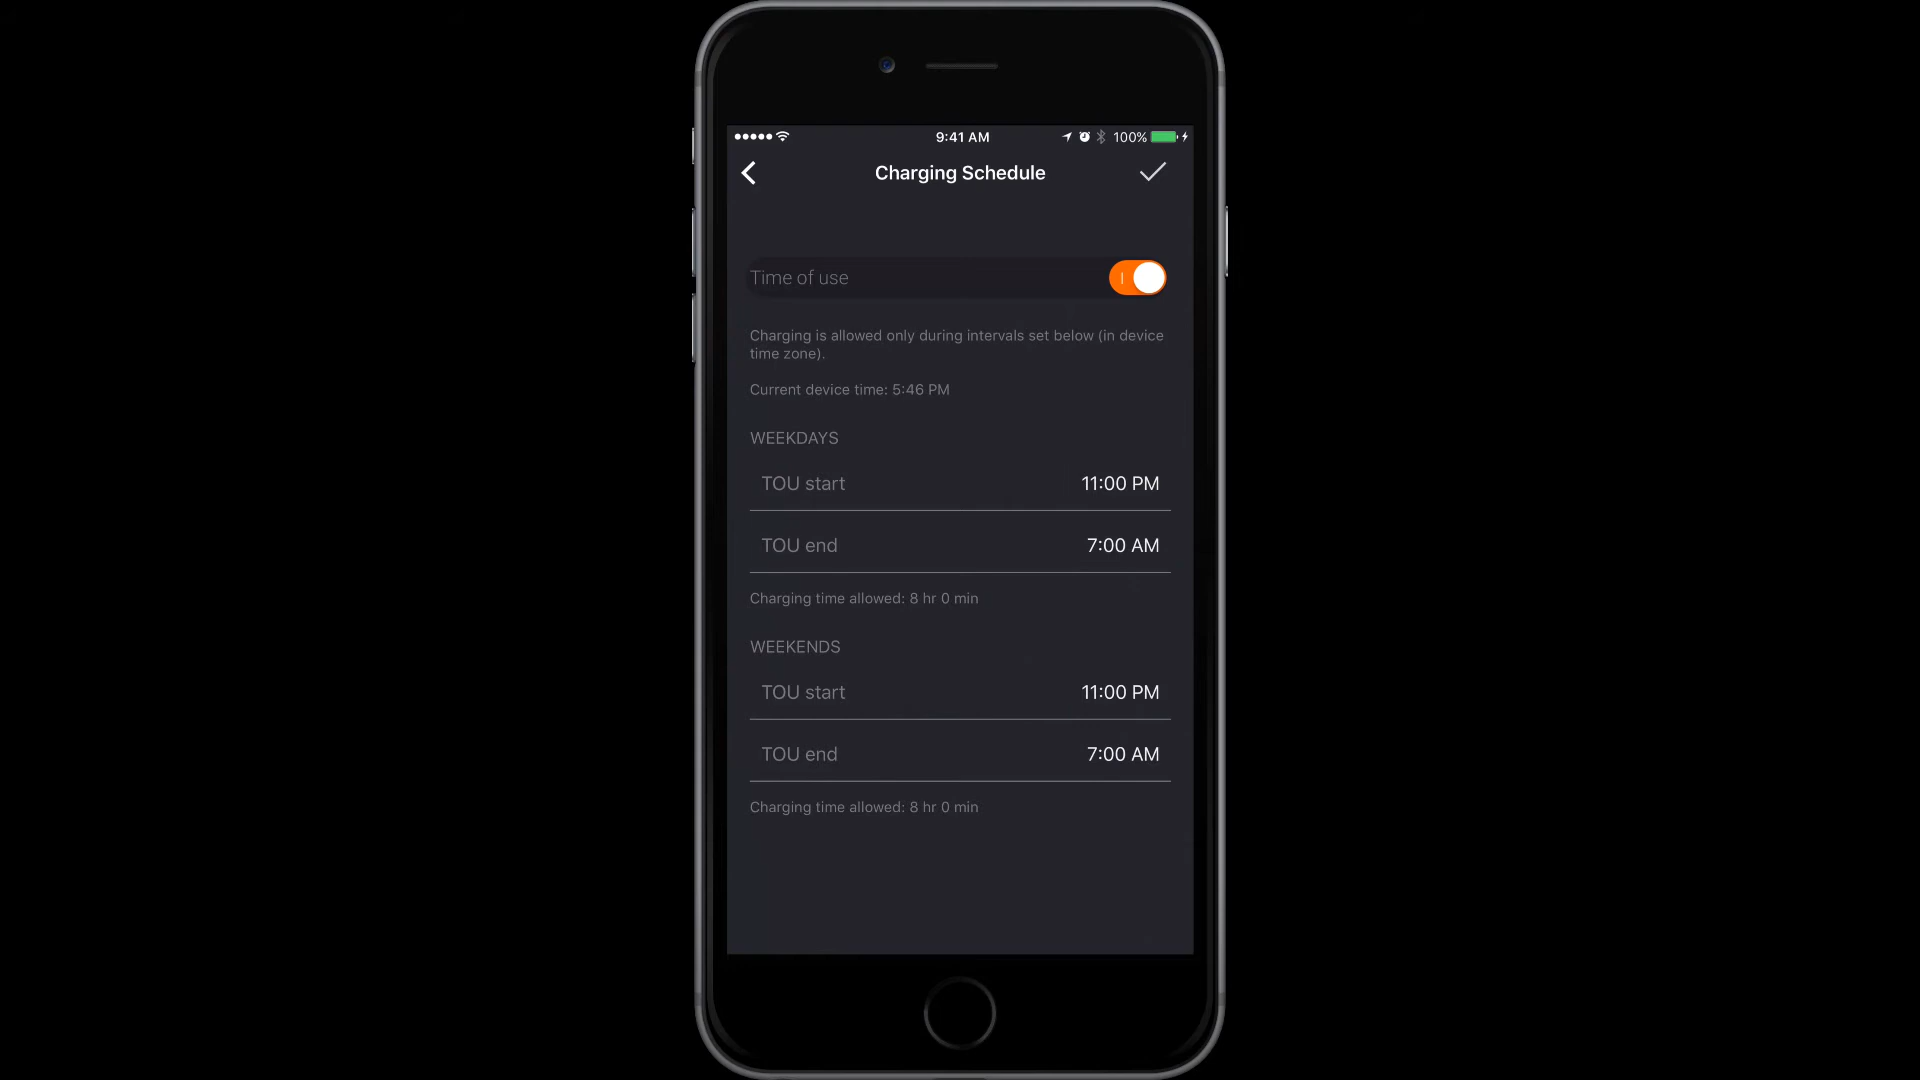 9:41 AM
100%
Charging Schedule
Time of use
Charging is allowed only during intervals set below (in device
time zone).
Current device time: 5:46 PM
WEEKDAYS
TOU start 11:00 PM
TOU end 7:00 AM
Charging time allowed: 8 hr 0 min
WEEKENDS
TOU start 11:00 PM
TOU end 7:00 AM
Charging time allowed: 8 hr 0 min